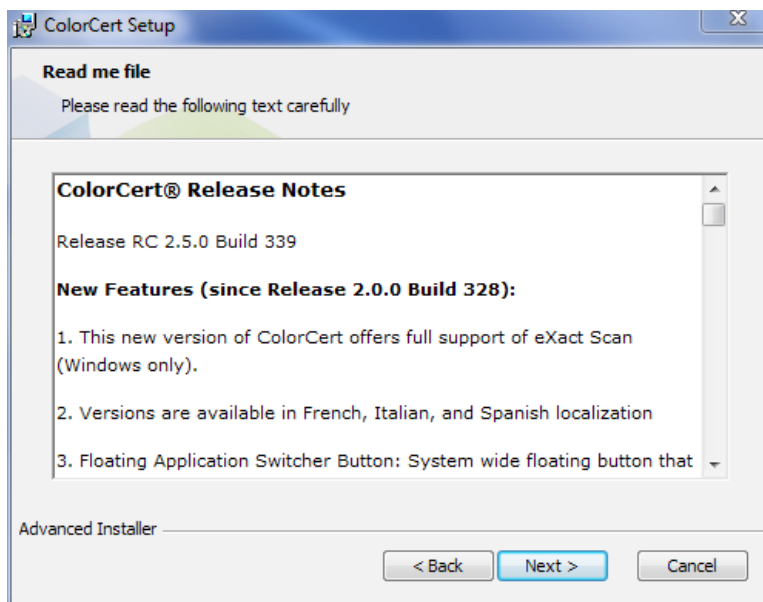 ColorCert Setup
Read me file
Please read the following text carefully
ColorCert® Release Notes
Release RC 2.5.0 Build 339
New Features (since Release 2.0.0 Build 328):
1. This new version of ColorCert offers full support of eXact Scan
(Windows only).
2. Versions are available in French, Italian, and Spanish localization
3. Floating Application Switcher Button: System wide floating button that
Advanced Installer
< Back
Next >
Cancel